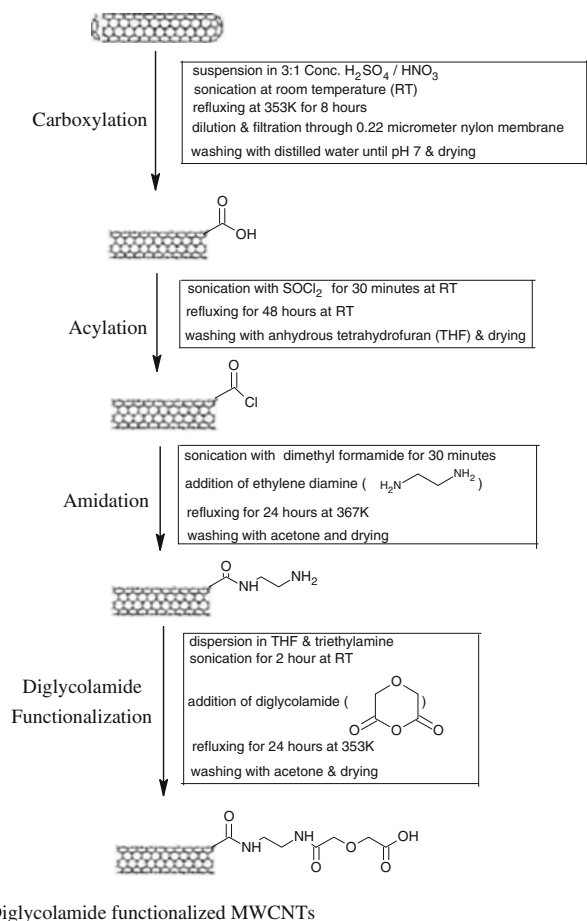 suspension in 3:1 Conc. H₂SO₄ / HNO₃
sonication at room temperature (RT)
refluxing at 353K for 8 hours
dilution & filtration through 0.22 micrometer nylon membrane
washing with distilled water until pH 7 & drying
Carboxylation
O
OH
sonication with SOCl₂ for 30 minutes at RT
refluxing for 48 hours at RT
washing with anhydrous tetrahydrofuran (THF) & drying
Acylation
O
Cl
sonication with dimethyl formamide for 30 minutes
addition of ethylene diamine ( H₂N NH₂ )
refluxing for 24 hours at 367K
washing with acetone and drying
Amidation
O
NH
NH₂
dispersion in THF & triethylamine
sonication for 2 hour at RT
addition of diglycolamide ( O O O O )
refluxing for 24 hours at 353K
washing with acetone & drying
Diglycolamide
Functionalization
O
NH
NH
O
O
O
OH
Diglycolamide functionalized MWCNTs